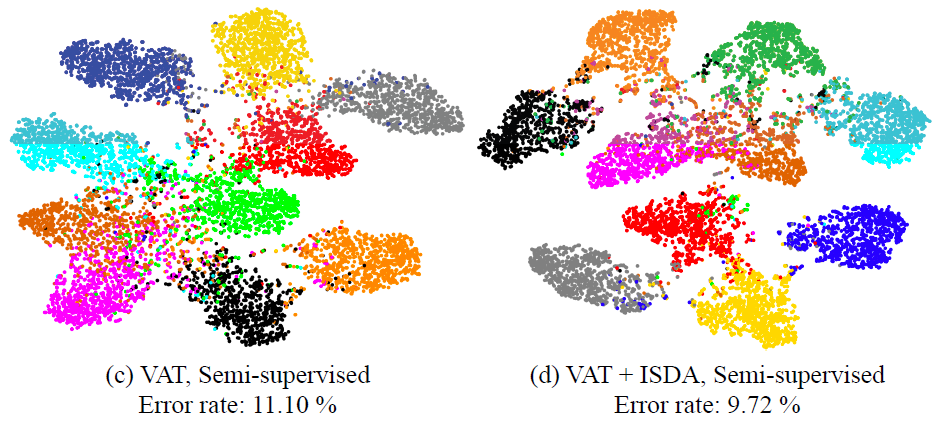 (c) VAT, Semi-supervised
Error rate: 11.10 %
(d) VAT + ISDA, Semi-supervised
Error rate: 9.72 %